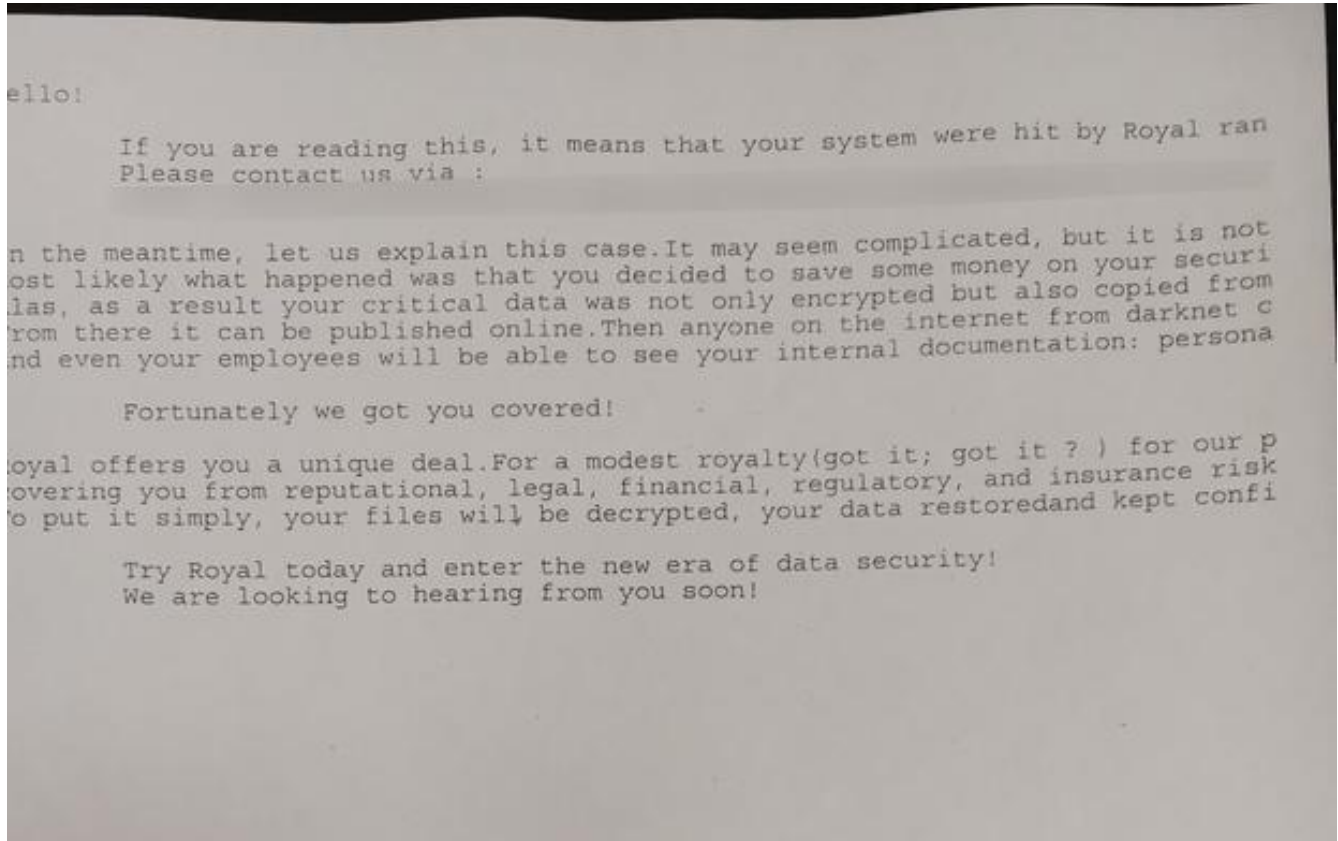 ello!
If you are reading this, it means that your system were hit by Royal ran
Please contact us via :
n the meantime, let us explain this case.It may seem complicated, but it is not
ost likely what happened was that you decided to save some money on your securi
las, as a result your critical data was not only encrypted but also copied from
rom there it can be published online.Then anyone on the internet from darknet c
nd even your employees will be able to see your internal documentation: persona
Fortunately we got you covered!
oyal offers you a unique deal.For a modest royalty(got it; got it ? ) for our p
overing you from reputational, legal, financial, regulatory, and insurance risk
o put it simply, your files will be decrypted, your data restoredand kept confi
Try Royal today and enter the new era of data security!
We are looking to hearing from you soon!